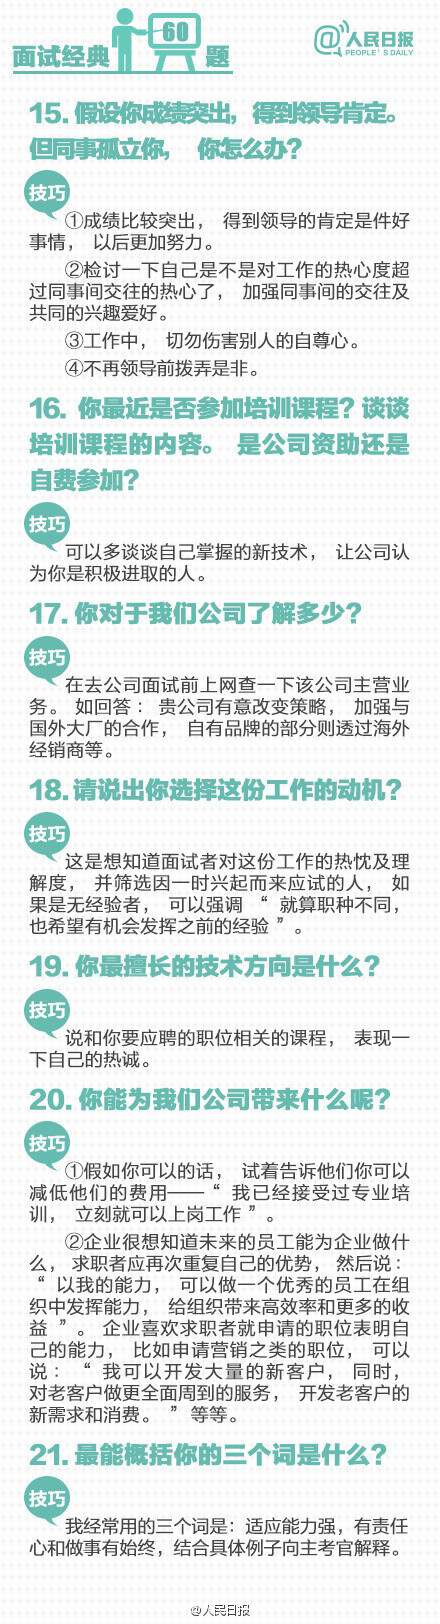 面试经典60题
@人民日报
PEOPLE'S DAILY
15. 假设你成绩突出，得到领导肯定。
但同事孤立你， 你怎么办？
技巧
①成绩比较突出， 得到领导的肯定是件好
事情， 以后更加努力。
②检讨一下自己是不是对工作的热心度超
过同事间交往的热心了， 加强同事间的交往及
共同的兴趣爱好。
③工作中， 切勿伤害别人的自尊心。
④不再领导前拨弄是非。
16. 你最近是否参加培训课程？谈谈
培训课程的内容。 是公司资助还是
自费参加？
技巧
可以多谈谈自己掌握的新技术， 让公司认
为你是积极进取的人。
17. 你对于我们公司了解多少？
技巧
在去公司面试前上网查一下该公司主营业
务。 如回答： 贵公司有意改变策略， 加强与
国外大厂的合作， 自有品牌的部分则透过海外
经销商等。
18. 请说出你选择这份工作的动机？
技巧
这是想知道面试者对这份工作的热忱及理
解度， 并筛选因一时兴起而来应试的人， 如
果是无经验者， 可以强调 “ 就算职种不同，
也希望有机会发挥之前的经验 ”。
19. 你最擅长的技术方向是什么？
技巧
说和你要应聘的职位相关的课程， 表现一
下自己的热诚。
20. 你能为我们公司带来什么呢？
技巧
①假如你可以的话， 试着告诉他们你可以
减低他们的费用——“ 我已经接受过专业培
训， 立刻就可以上岗工作 ”。
②企业很想知道未来的员工能为企业做什
么， 求职者应再次重复自己的优势， 然后说：
“ 以我的能力， 可以做一个优秀的员工在组
织中发挥能力， 给组织带来高效率和更多的收
益 ”。 企业喜欢求职者就申请的职位表明自
己的能力， 比如申请营销之类的职位， 可以
说： “ 我可以开发大量的新客户， 同时，
对老客户做更全面周到的服务， 开发老客户的
新需求和消费。 ” 等等。
21. 最能概括你的三个词是什么？
技巧
我经常用的三个词是：适应能力强，有责任
心和做事有始终，结合具体例子向主考官解释。
@人民日报